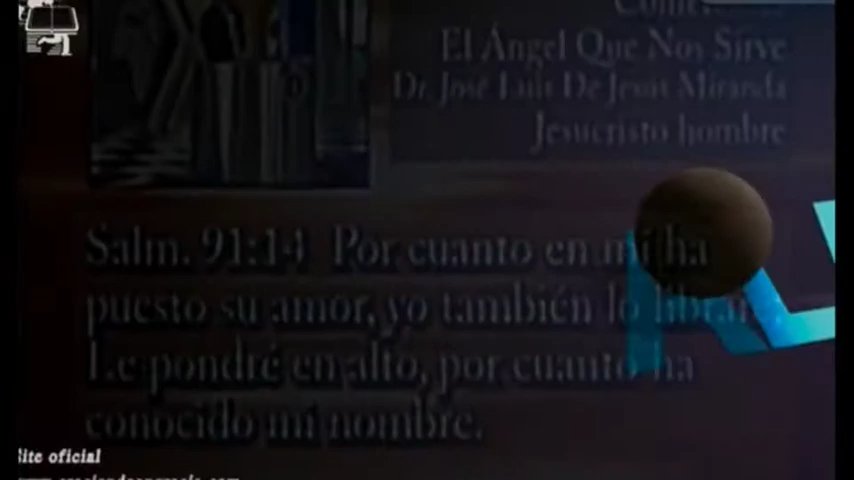 El Ángel Que Nos Sirve
Dr. José Luis De Jesús Miranda
Jesucristo hombre
Salm. 91:14 Por cuanto en mí ha
puesto su amor, yo también lo
Le pondré en alto, por cuanto ha
conocido mi nombre.
Site oficial